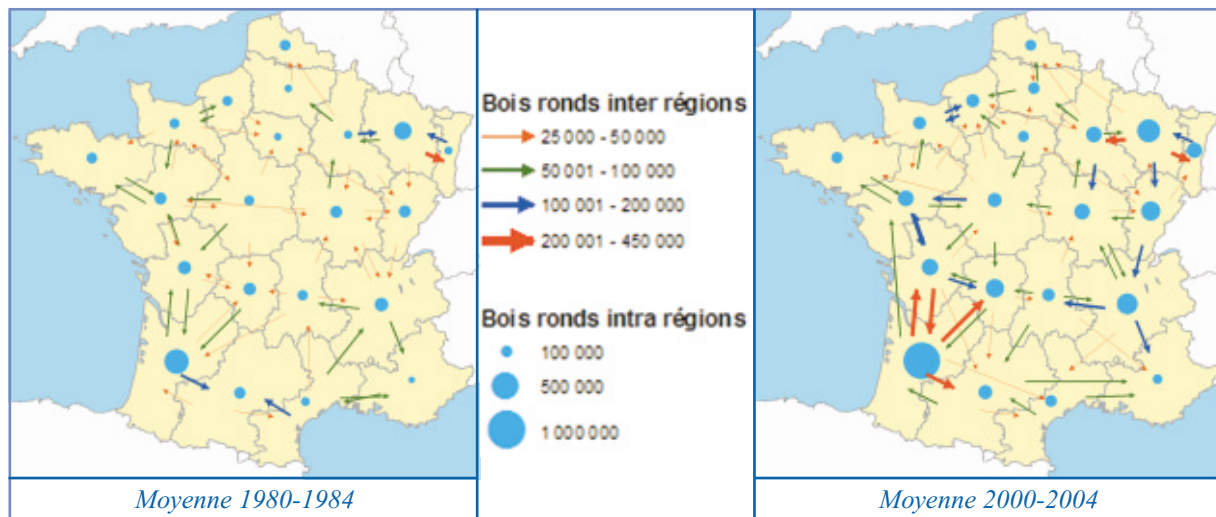 Bois ronds inter régions
25 000 - 50 000
50 001 - 100 000
100 001 - 200 000
200 001 - 450 000
Bois ronds intra régions
100 000
500 000
1 000 000
Moyenne 1980-1984
Moyenne 2000-2004